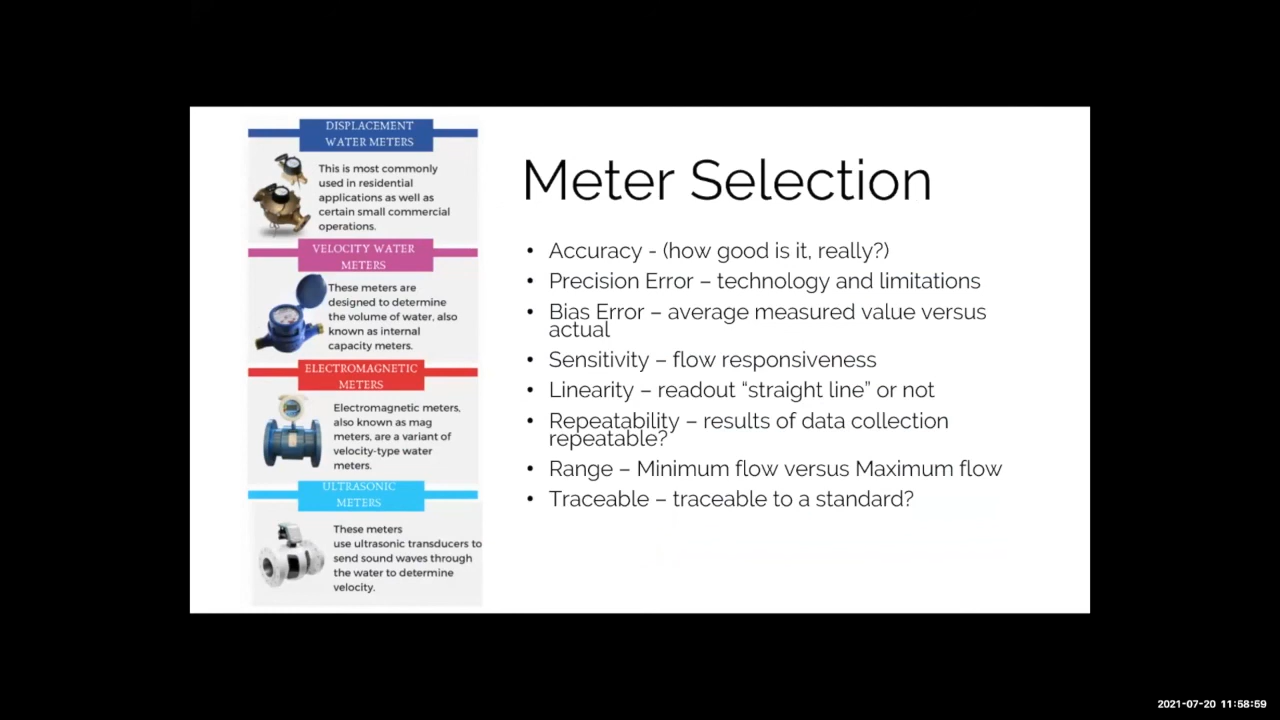 DISPLACEMENT
WATER METERS
This is most commonly
used in residential
applications as well as
certain small commercial
operations.
VELOCITY WATER
METERS
These meters are
designed to determine
the volume of water, also
known as internal
capacity meters.
ELECTROMAGNETIC
METERS
Electromagnetic meters,
also known as mag
meters, are a variant of
velocity-type water
meters.
ULTRASONIC
METERS
These meters
use ultrasonic transducers to
send sound waves through
the water to determine
velocity.
Meter Selection
• Accuracy - (how good is it, really?)
• Precision Error – technology and limitations
• Bias Error – average measured value versus
actual
• Sensitivity – flow responsiveness
• Linearity – readout “straight line” or not
• Repeatability – results of data collection
repeatable?
• Range – Minimum flow versus Maximum flow
• Traceable – traceable to a standard?
2021-07-20 11:58:59